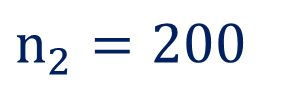 n₂ = 200